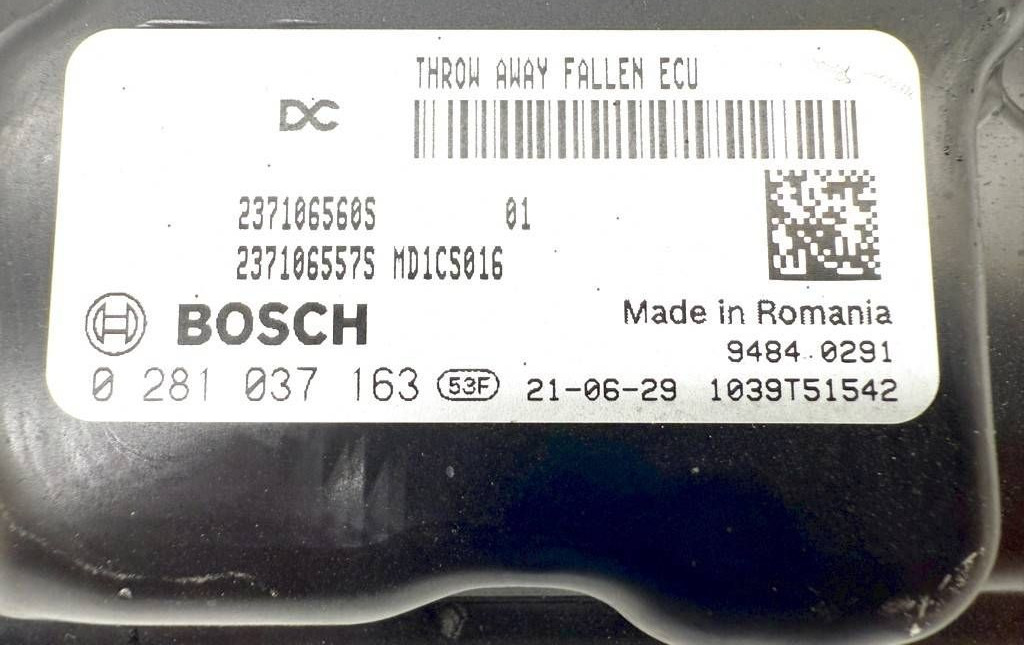 THROW AWAY FALLEN ECU
DC
237106560S 01
237106557S MD1CS016
BOSCH
Made in Romania
9484 0291
0 281 037 163 53F 21-06-29 1039T51542